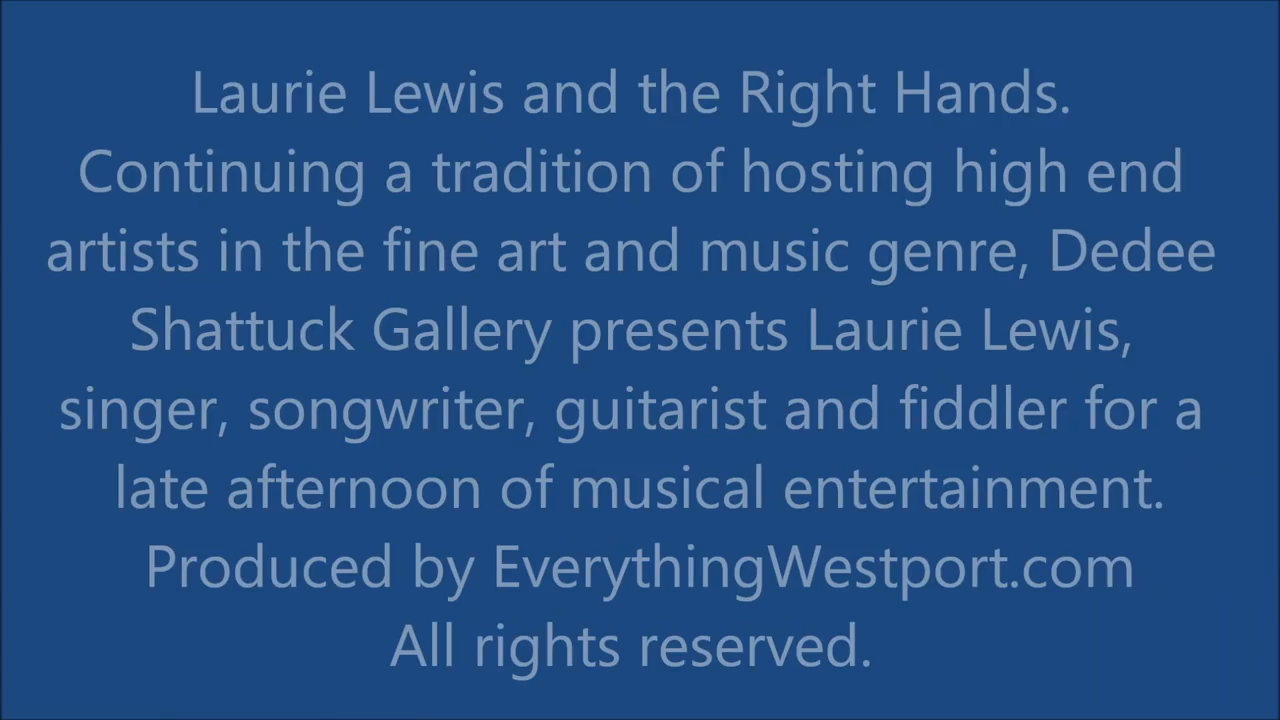 Laurie Lewis and the Right Hands.
Continuing a tradition of hosting high end
artists in the fine art and music genre, Dedee
Shattuck Gallery presents Laurie Lewis,
singer, songwriter, guitarist and fiddler for a
late afternoon of musical entertainment.
Produced by EverythingWestport.com
All rights reserved.